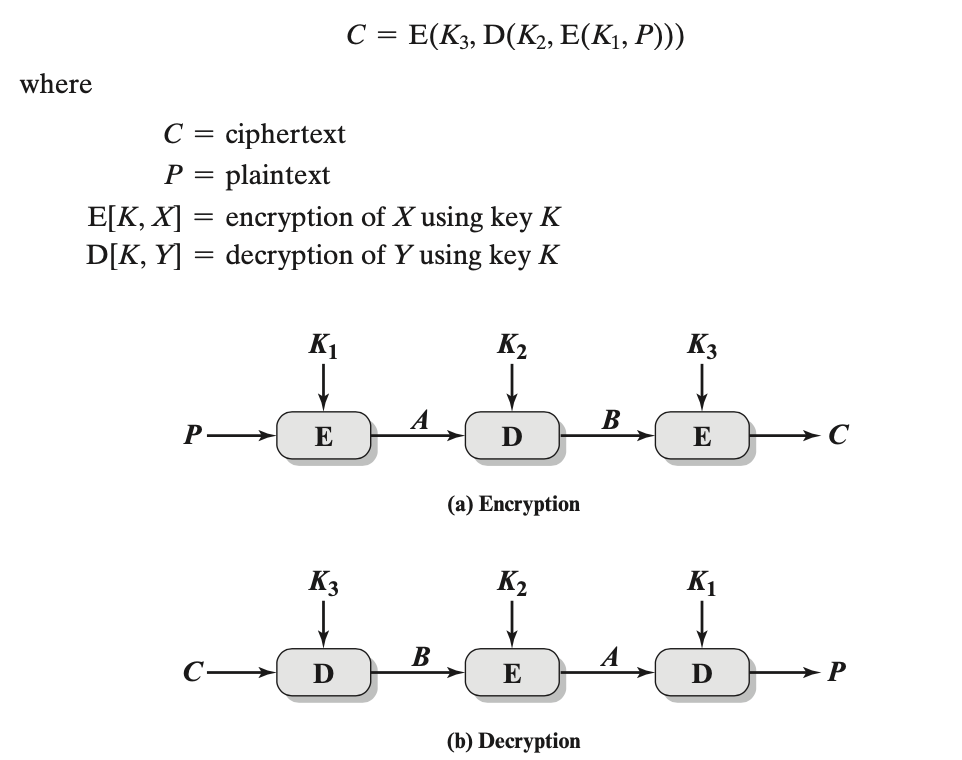 C = E(K₃, D(K₂, E(K₁, P)))
where
C = ciphertext
P = plaintext
E[K, X] = encryption of X using key K
D[K, Y] = decryption of Y using key K
K₁ K₂ K₃
P E A D B E C
(a) Encryption
K₃ K₂ K₁
C D B E A D P
(b) Decryption